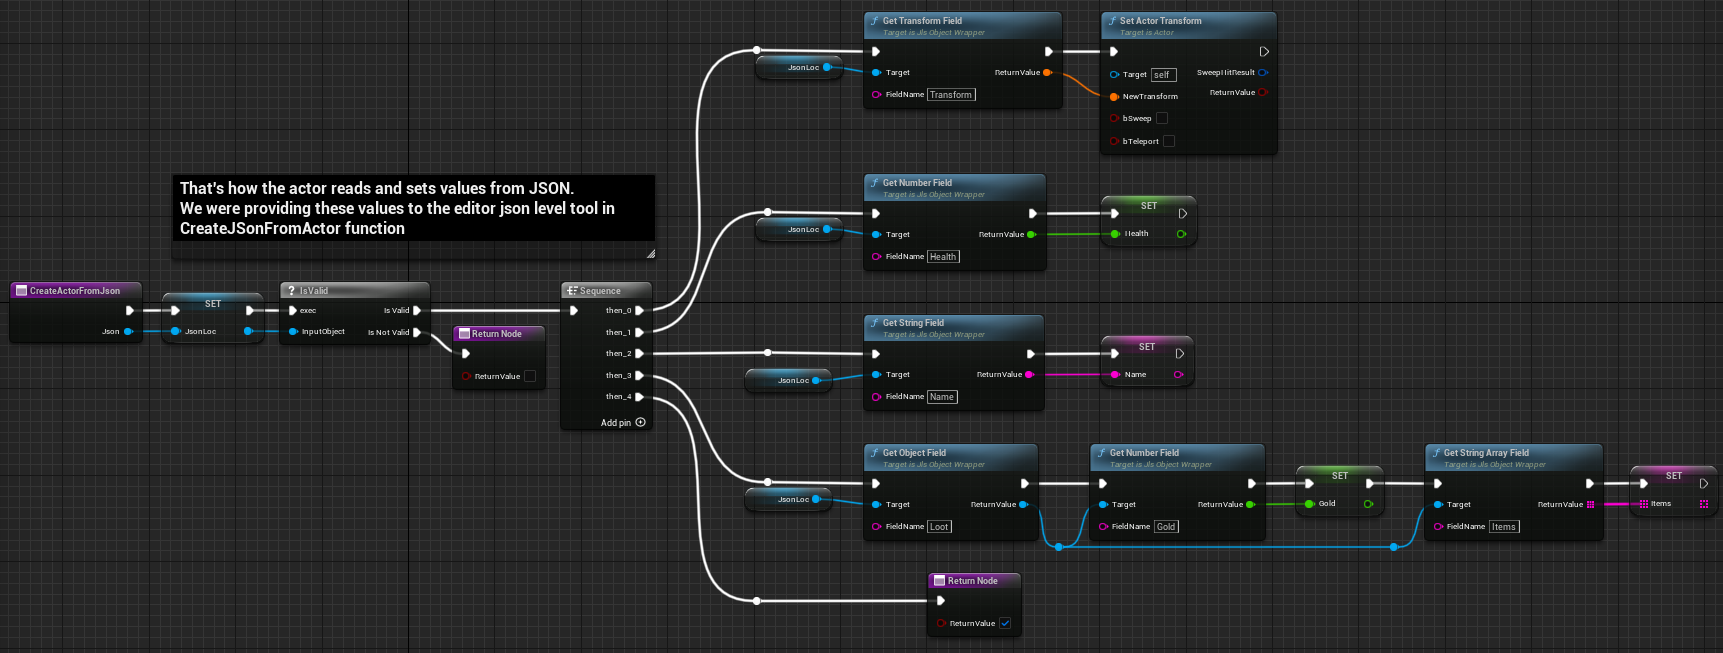 Get Transform Field
Target is Jls Object Wrapper
JsonLoc
Target
ReturnValue
FieldName Transform
Set Actor Transform
Target is Actor
Target self
SweepHitResult
NewTransform
ReturnValue
bSweep
bTeleport
That's how the actor reads and sets values from JSON.
We were providing these values to the editor json level tool in
CreateJSonFromActor function
Get Number Field
Target is Jls Object Wrapper
JsonLoc
Target
ReturnValue
FieldName Health
SET
Health
CreateActorFromJson
Json
SET
JsonLoc
? IsValid
exec
Is Valid
InputObject
Is Not Valid
Return Node
ReturnValue
Sequence
then_0
then_1
then_2
then_3
then_4
Add pin
Get String Field
Target is Jls Object Wrapper
JsonLoc
Target
ReturnValue
FieldName Name
SET
Name
Get Object Field
Target is Jls Object Wrapper
JsonLoc
Target
ReturnValue
FieldName Loot
Get Number Field
Target is Jls Object Wrapper
Target
ReturnValue
FieldName Gold
SET
Gold
Get String Array Field
Target is Jls Object Wrapper
Target
ReturnValue
FieldName Items
SET
Items
Return Node
ReturnValue